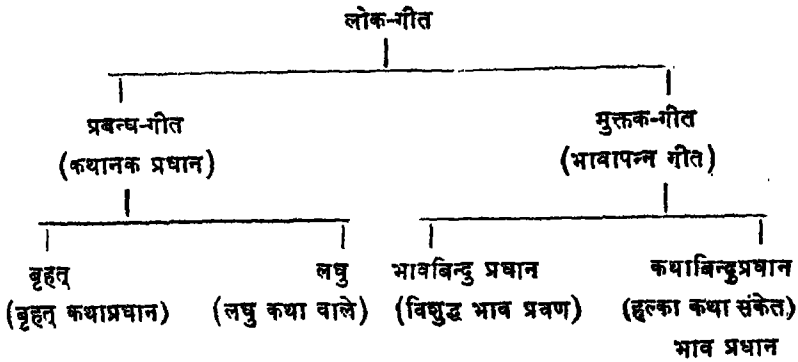 लोक-गीत
प्रबन्ध-गीत मुक्तक-गीत
(कथानक प्रधान) (भावापन्न गीत)
बृहत् लघु भावबिन्दु प्रधान कथाबिन्दुप्रधान
(बृहत् कथाप्रधान) (लघु कथा वाले) (विशुद्ध भाव प्रवण) (हल्का कथा संकेत)
भाव प्रधान